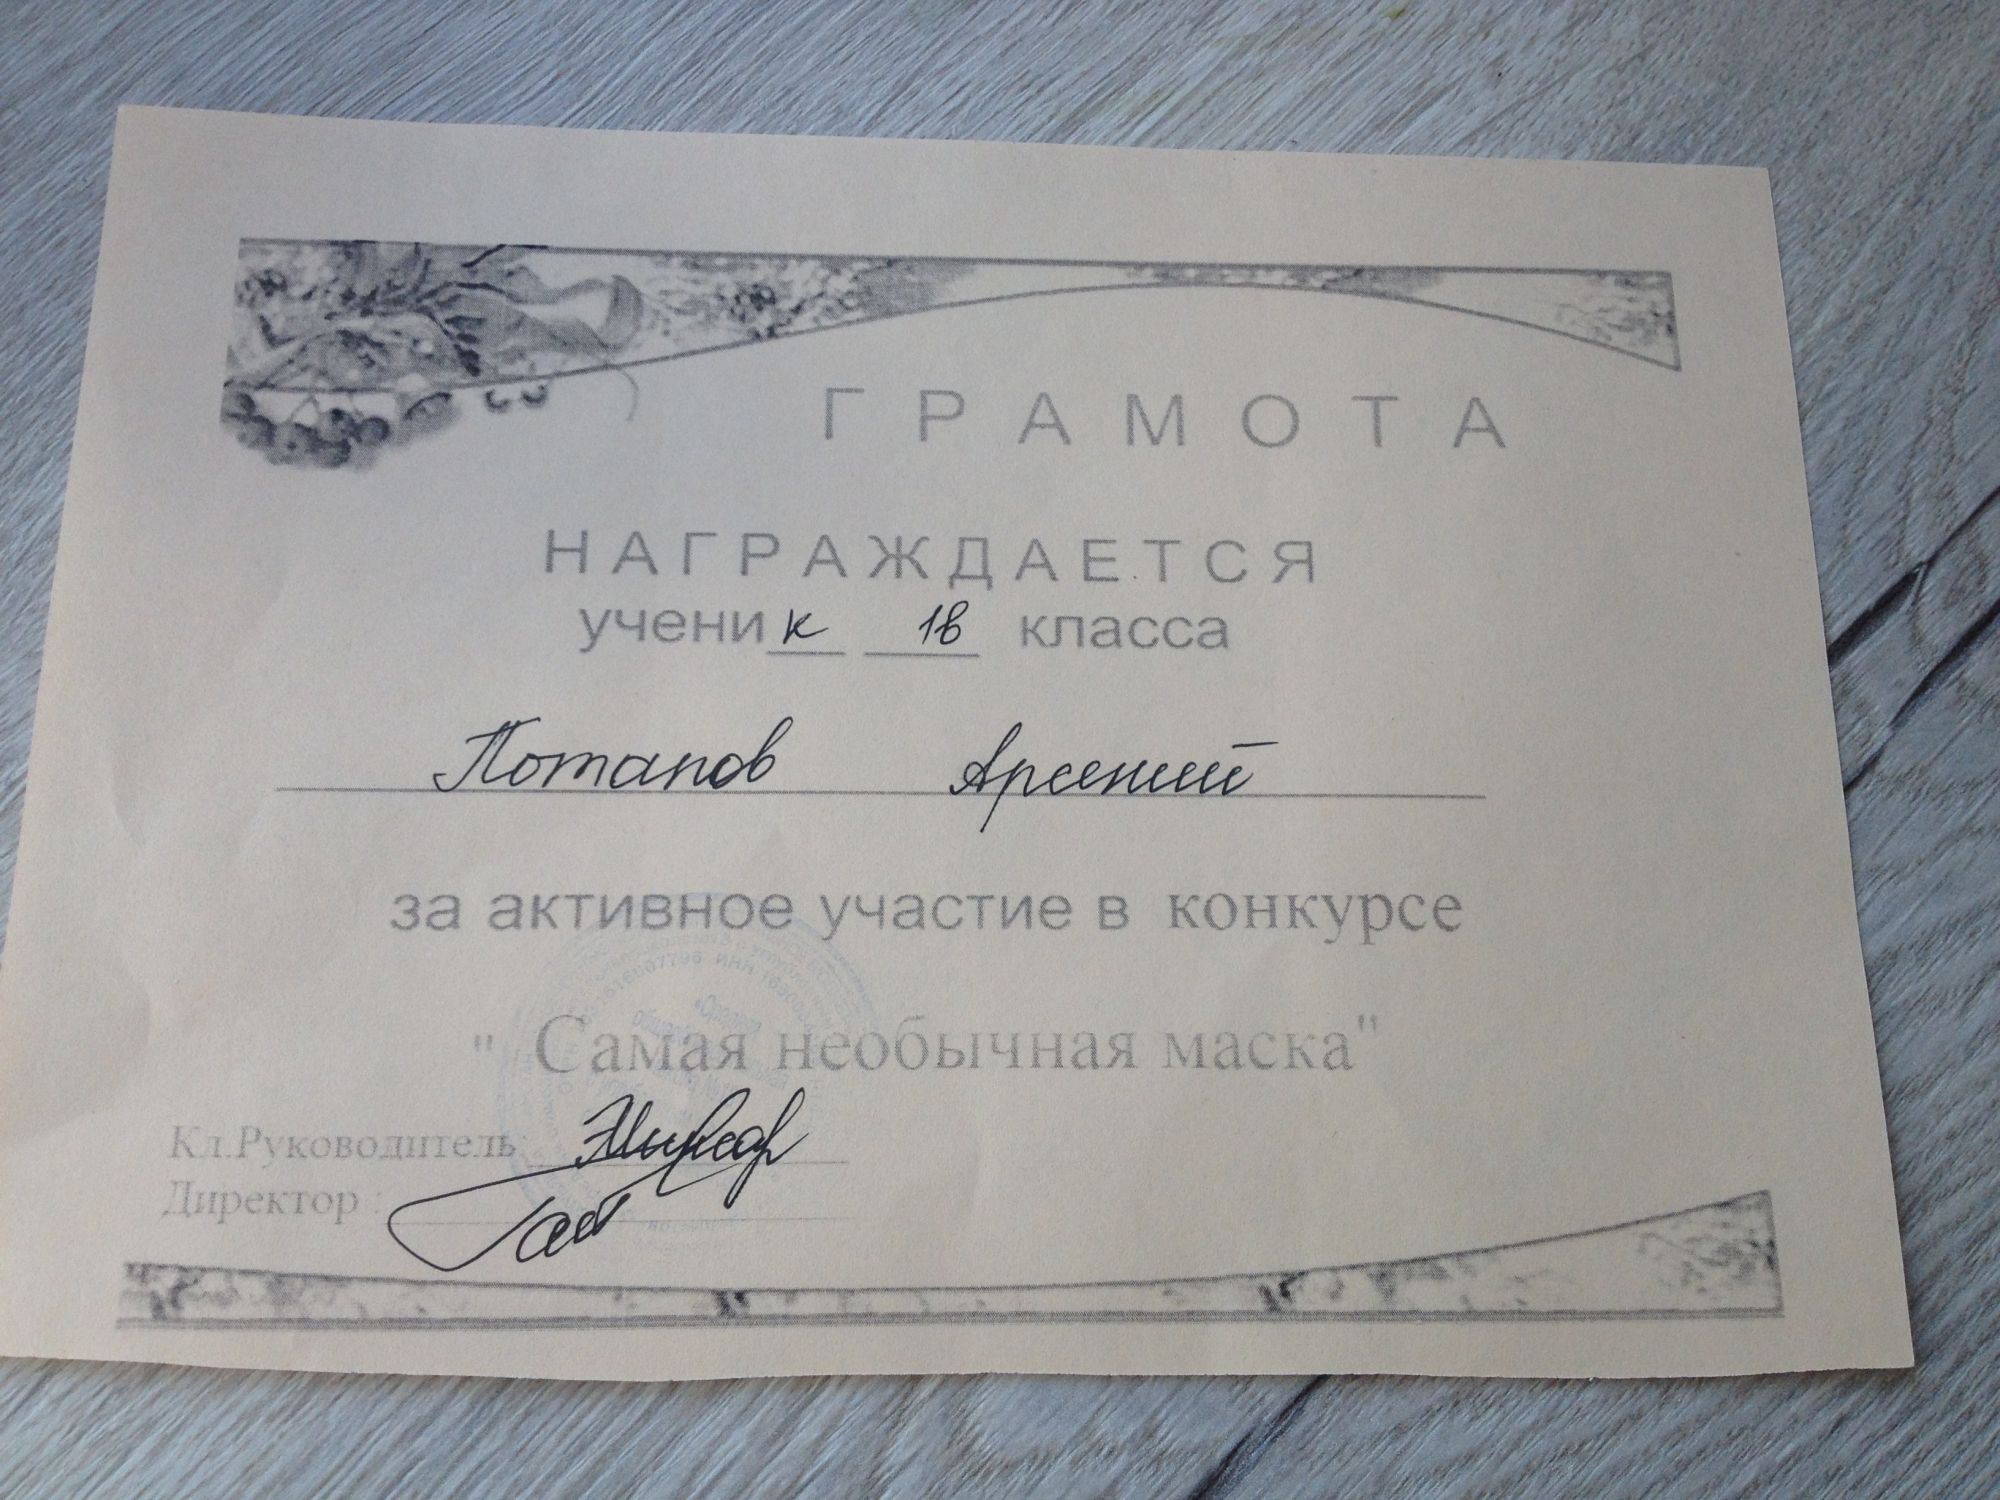 ГРАМОТА
НАГРАЖДАЕТСЯ
ученик 1в класса
Потапов Арсений
за активное участие в конкурсе
" Самая необычная маска"
Кл.Руководитель:
Директор :